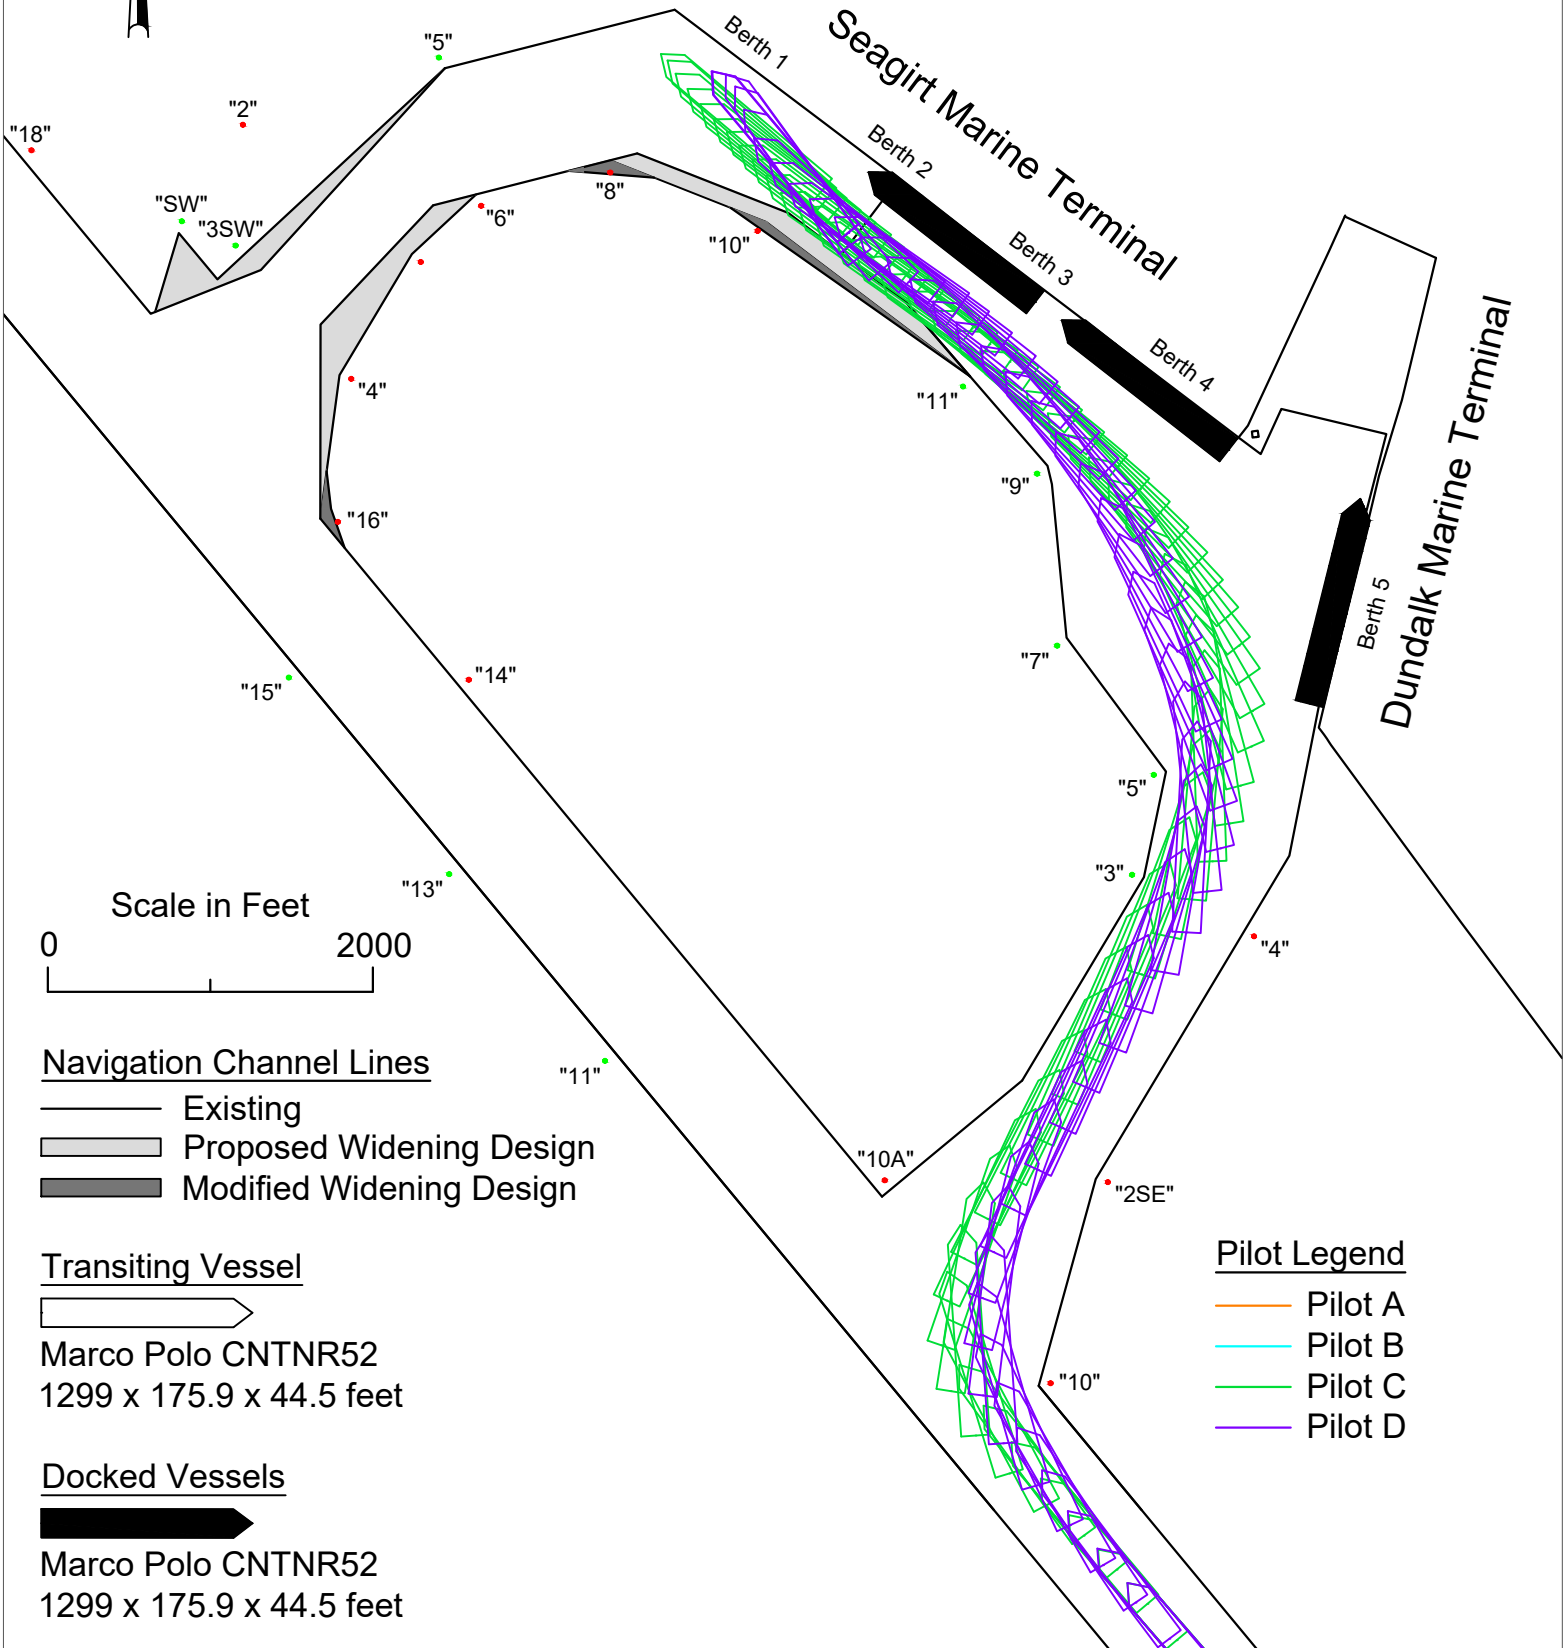 Berth 1
Seagirt Marine Terminal
"5"
"2"
"18"
Berth 2
"SW"
"3SW"
"8"
"6"
"10"
Berth 3
Berth 4
"4"
"11"
"9"
"16"
Dundalk Marine Terminal
Berth 5
"7"
"14"
"15"
"5"
"3"
"13"
"4"
Scale in Feet
0 2000
Navigation Channel Lines
Existing
Proposed Widening Design
Modified Widening Design
"11"
"10A"
"2SE"
Transiting Vessel
Marco Polo CNTNR52
1299 x 175.9 x 44.5 feet
"10"
Pilot Legend
Pilot A
Pilot B
Pilot C
Pilot D
Docked Vessels
Marco Polo CNTNR52
1299 x 175.9 x 44.5 feet